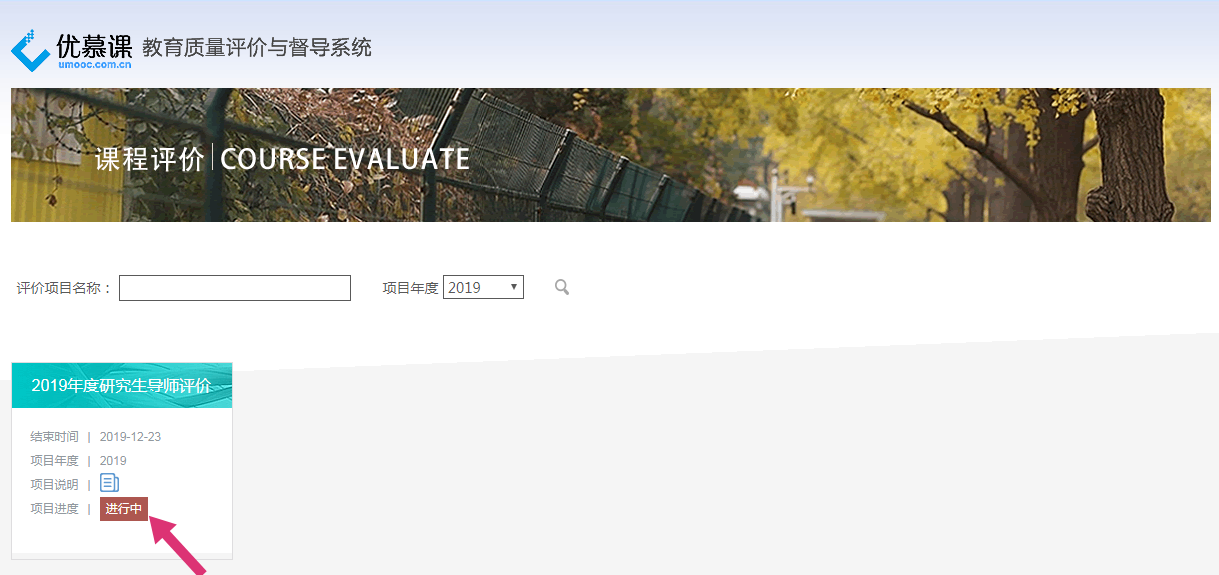 优慕课 教育质量评价与督导系统
umooc.com.cn
课程评价 COURSE EVALUATE
评价项目名称： 项目年度 2019
2019年度研究生导师评价
结束时间 | 2019-12-23
项目年度 | 2019
项目说明 |
项目进度 | 进行中